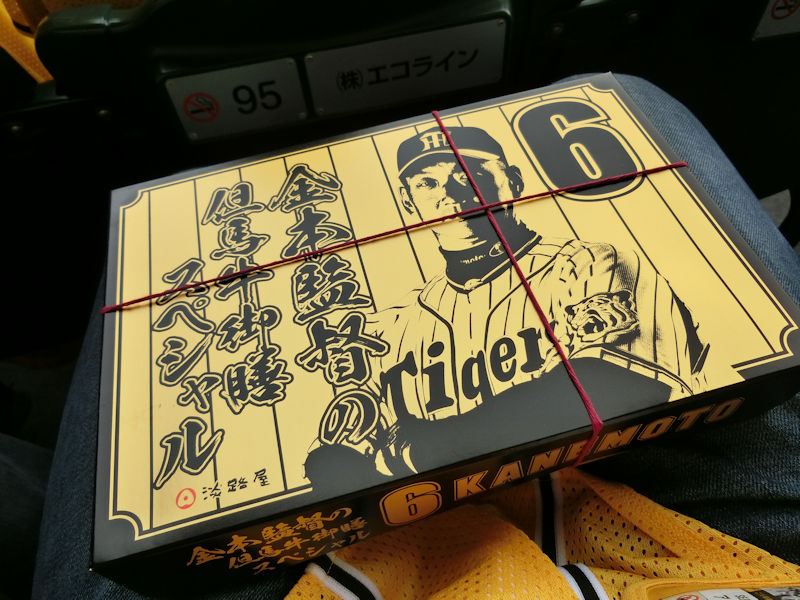 95
㈱エコライン
6
金本監督の
但馬牛御膳
スペシャル
淡路屋
TH
Tigers
6 KANEMOTO
金本監督の
但馬牛御膳
スペシャル